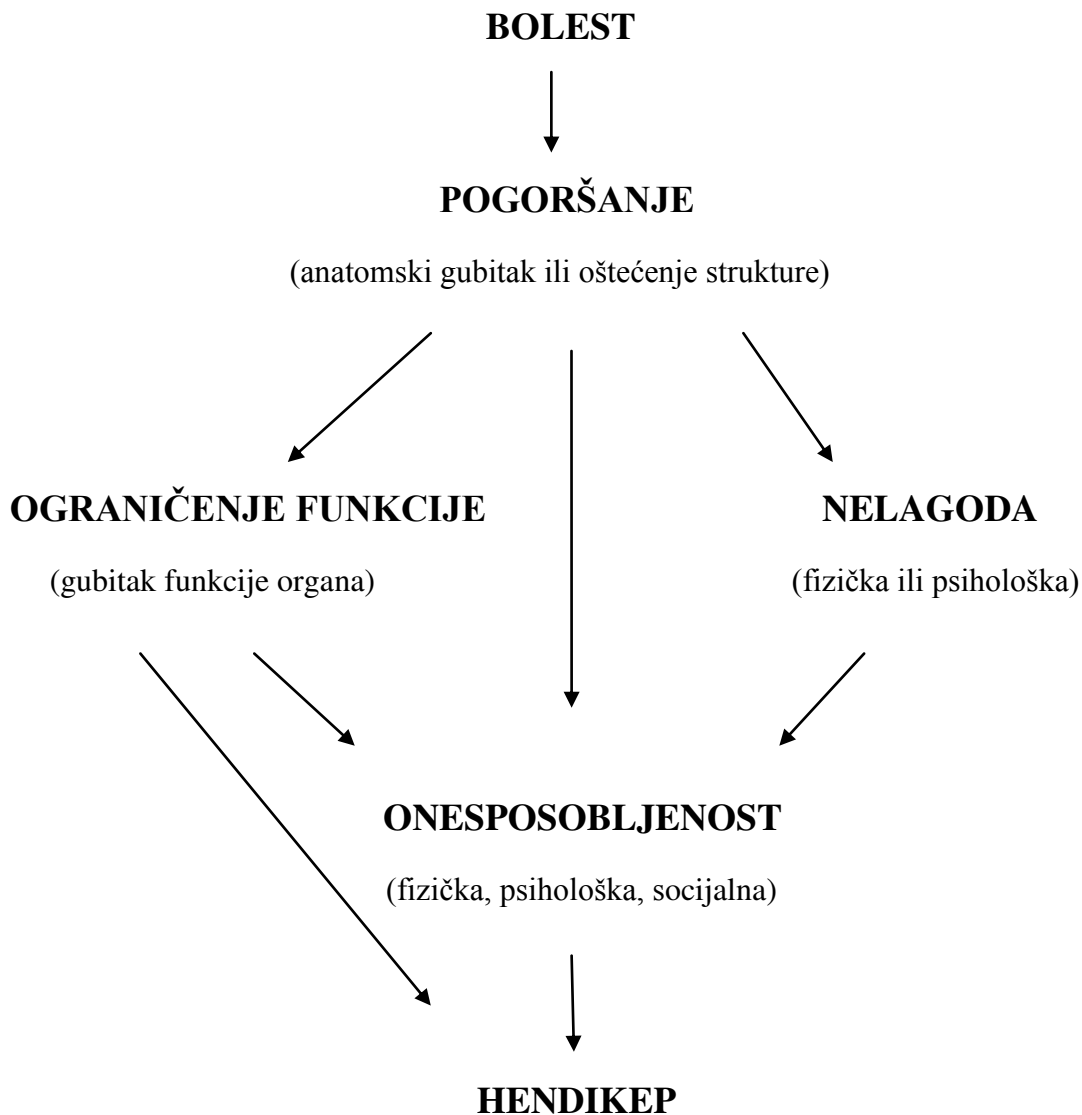 BOLEST
POGORŠANJE
(anatomski gubitak ili oštećenje strukture)
OGRANIČENJE FUNKCIJE
(gubitak funkcije organa)
NELAGODA
(fizička ili psihološka)
ONESPOSOBLJENOST
(fizička, psihološka, socijalna)
HENDIKEP